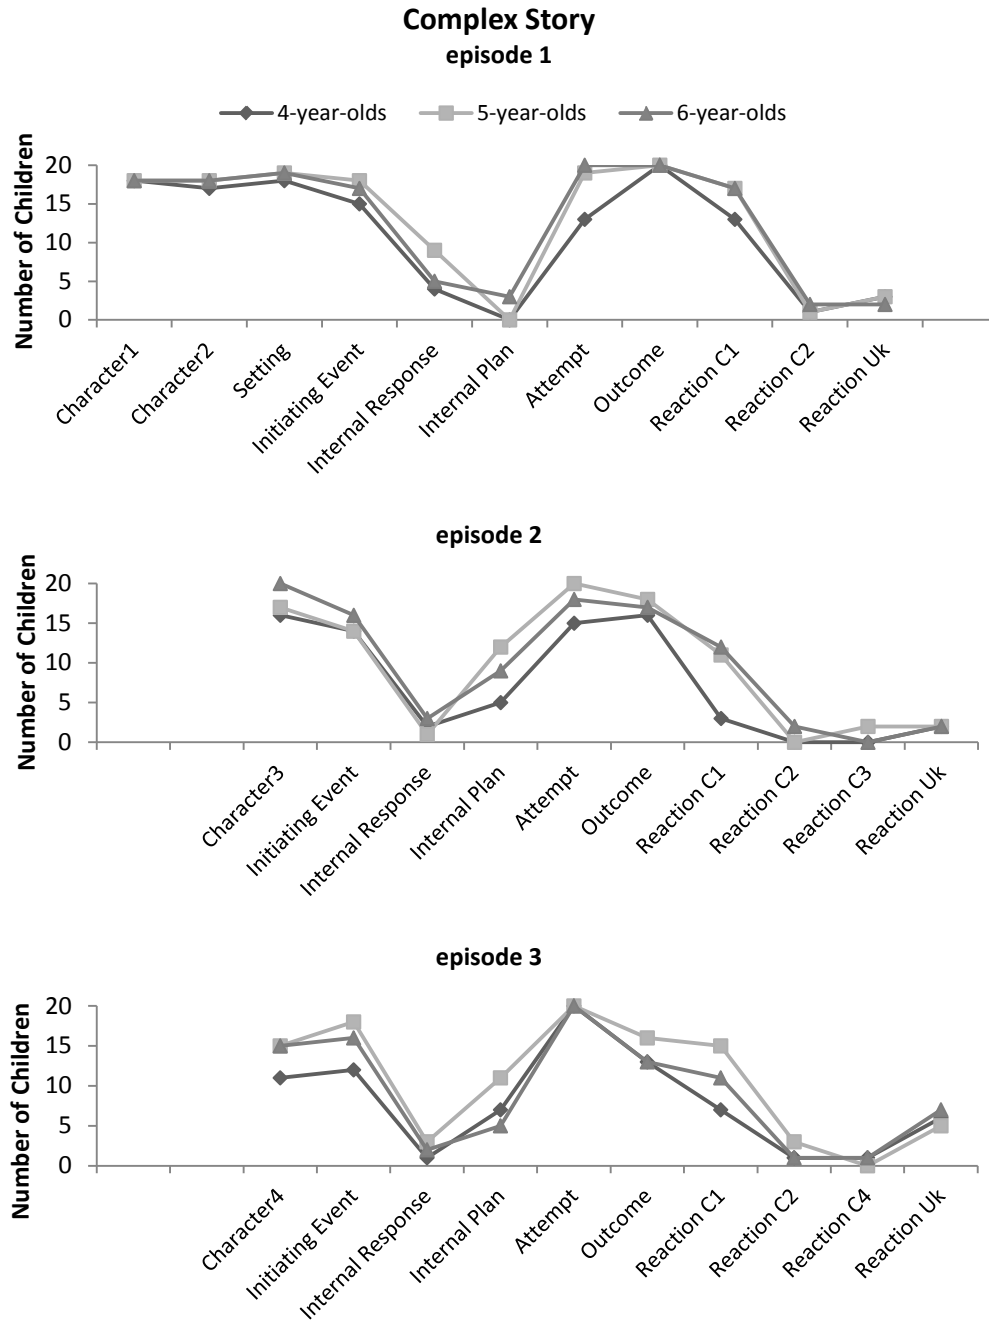 Complex Story
episode 1
4-year-olds 5-year-olds 6-year-olds
Number of Children
20
15
10
5
0
Character1 Character2 Setting Initiating Event Internal Response Internal Plan Attempt Outcome Reaction C1 Reaction C2 Reaction Uk
episode 2
Number of Children
20
15
10
5
0
Character3 Initiating Event Internal Response Internal Plan Attempt Outcome Reaction C1 Reaction C2 Reaction C3 Reaction Uk
episode 3
Number of Children
20
15
10
5
0
Character4 Initiating Event Internal Response Internal Plan Attempt Outcome Reaction C1 Reaction C2 Reaction C4 Reaction Uk